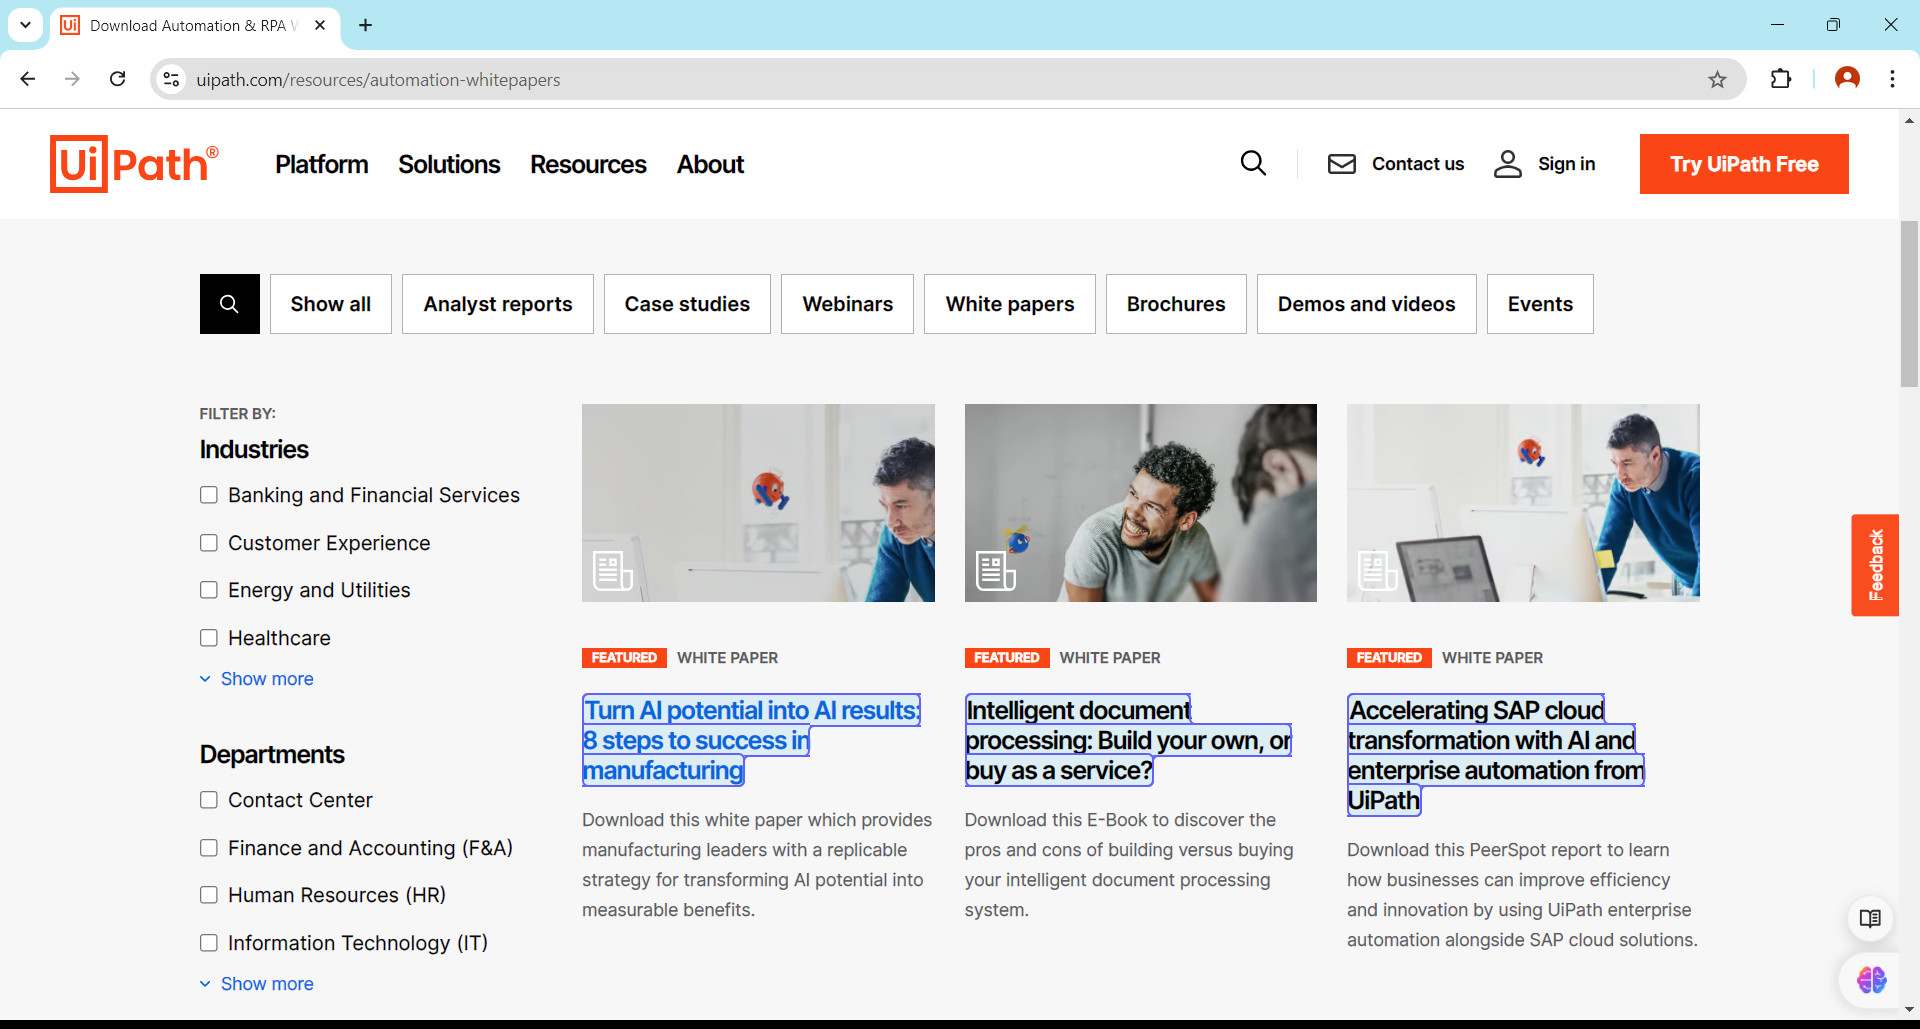 Download Automation & RPA
uipath.com/resources/automation-whitepapers
UiPath®
Platform
Solutions
Resources
About
Contact us
Sign in
Try UiPath Free
Show all
Analyst reports
Case studies
Webinars
White papers
Brochures
Demos and videos
Events
FILTER BY:
Industries
Banking and Financial Services
Customer Experience
Energy and Utilities
Healthcare
Show more
Departments
Contact Center
Finance and Accounting (F&A)
Human Resources (HR)
Information Technology (IT)
Show more
FEATURED WHITE PAPER
Turn AI potential into AI results:
8 steps to success in
manufacturing
Download this white paper which provides
manufacturing leaders with a replicable
strategy for transforming AI potential into
measurable benefits.
FEATURED WHITE PAPER
Intelligent document
processing: Build your own, or
buy as a service?
Download this E-Book to discover the
pros and cons of building versus buying
your intelligent document processing
system.
FEATURED WHITE PAPER
Accelerating SAP cloud
transformation with AI and
enterprise automation from
UiPath
Download this PeerSpot report to learn
how businesses can improve efficiency
and innovation by using UiPath enterprise
automation alongside SAP cloud solutions.
Feedback